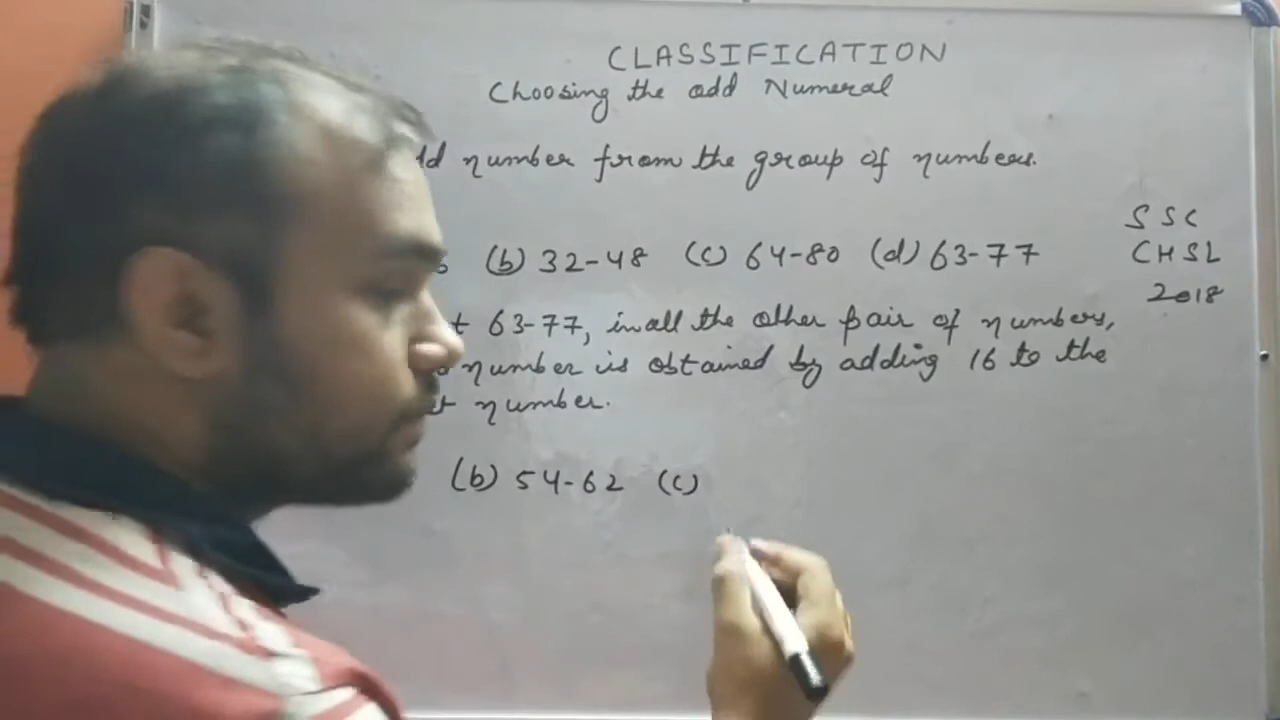 CLASSIFICATION
Choosing the odd Numeral
number from the group of numbers.
SSC
(b) 32-48 (c) 64-80 (d) 63-77 CHSL
2018
63-77, in all the other pair of numbers,
number is obtained by adding 16 to the
number.
(b) 54-62 (c)